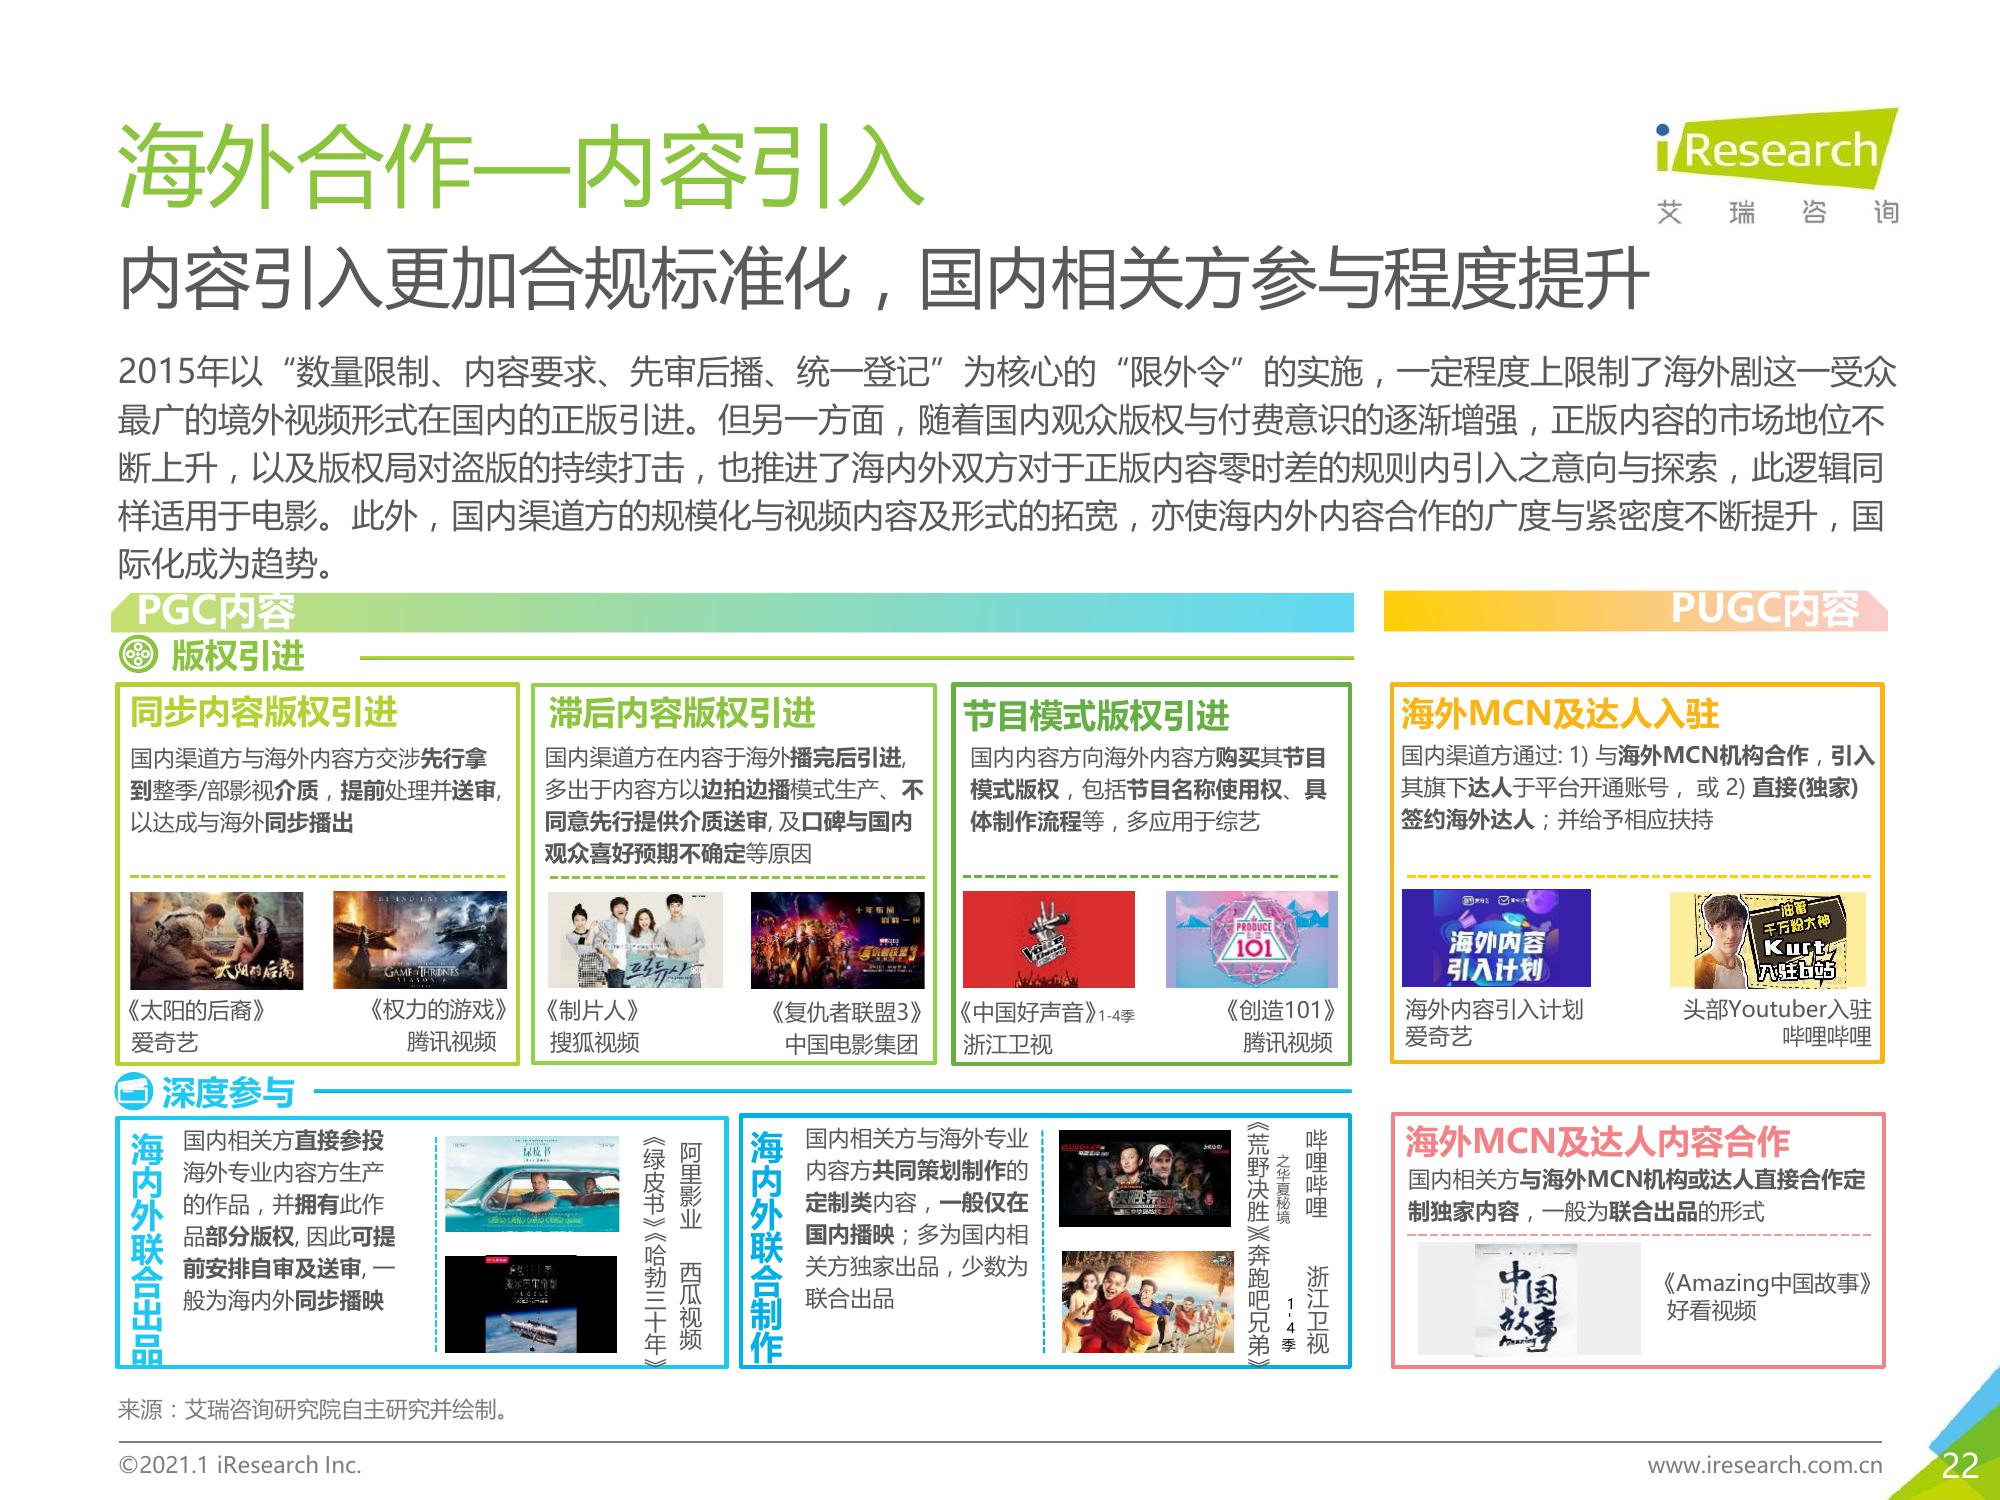 海外合作—内容引入
iResearch
艾瑞咨询
内容引入更加合规标准化，国内相关方参与程度提升
2015年以“数量限制、内容要求、先审后播、统一登记”为核心的“限外令”的实施，一定程度上限制了海外剧这一受众
最广的境外视频形式在国内的正版引进。但另一方面，随着国内观众版权与付费意识的逐渐增强，正版内容的市场地位不
断上升，以及版权局对盗版的持续打击，也推进了海内外双方对于正版内容零时差的规则内引入之意向与探索，此逻辑同
样适用于电影。此外，国内渠道方的规模化与视频内容及形式的拓宽，亦使海内外内容合作的广度与紧密度不断提升，国
际化成为趋势。
PGC内容
PUGC内容
版权引进
同步内容版权引进
国内渠道方与海外内容方交涉先行拿
到整季/部影视介质，提前处理并送审,
以达成与海外同步播出
太阳的后裔
GAME OF THRONES
《太阳的后裔》
爱奇艺
《权力的游戏》
腾讯视频
滞后内容版权引进
国内渠道方在内容于海外播完后引进,
多出于内容方以边拍边播模式生产、不
同意先行提供介质送审, 及口碑与国内
观众喜好预期不确定等原因
프로듀사
《制片人》
搜狐视频
《复仇者联盟3》
中国电影集团
节目模式版权引进
国内内容方向海外内容方购买其节目
模式版权，包括节目名称使用权、具
体制作流程等，多应用于综艺
PRODUCE
101
《中国好声音》1-4季
浙江卫视
《创造101》
腾讯视频
海外MCN及达人入驻
国内渠道方通过: 1) 与海外MCN机构合作，引入
其旗下达人于平台开通账号， 或 2) 直接(独家)
签约海外达人；并给予相应扶持
海外内容
引入计划
油管
千万粉大神
Kurt
入驻b站
海外内容引入计划
爱奇艺
头部Youtuber入驻
哔哩哔哩
深度参与
海内外联合出品
国内相关方直接参投
海外专业内容方生产
的作品，并拥有此作
品部分版权, 因此可提
前安排自审及送审, 一
般为海内外同步播映
绿皮书
《绿皮书》
阿里影业
《哈勃三十年》
西瓜视频
海内外联合制作
国内相关方与海外专业
内容方共同策划制作的
定制类内容，一般仅在
国内播映；多为国内相
关方独家出品，少数为
联合出品
《荒野决胜》
之华夏秘境
哔哩哔哩
《奔跑吧兄弟》
1-4季
浙江卫视
海外MCN及达人内容合作
国内相关方与海外MCN机构或达人直接合作定
制独家内容，一般为联合出品的形式
中国
故事
Amazing
《Amazing中国故事》
好看视频
来源：艾瑞咨询研究院自主研究并绘制。
©2021.1 iResearch Inc.
www.iresearch.com.cn
22